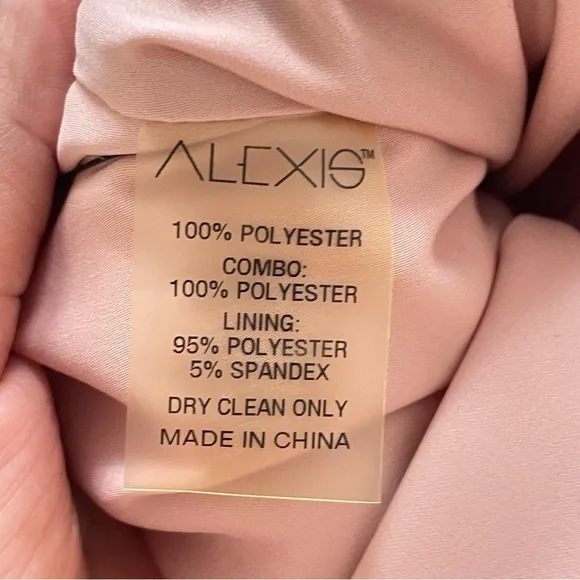 ALEXIS™
100% POLYESTER
COMBO:
100% POLYESTER
LINING:
95% POLYESTER
5% SPANDEX
DRY CLEAN ONLY
MADE IN CHINA